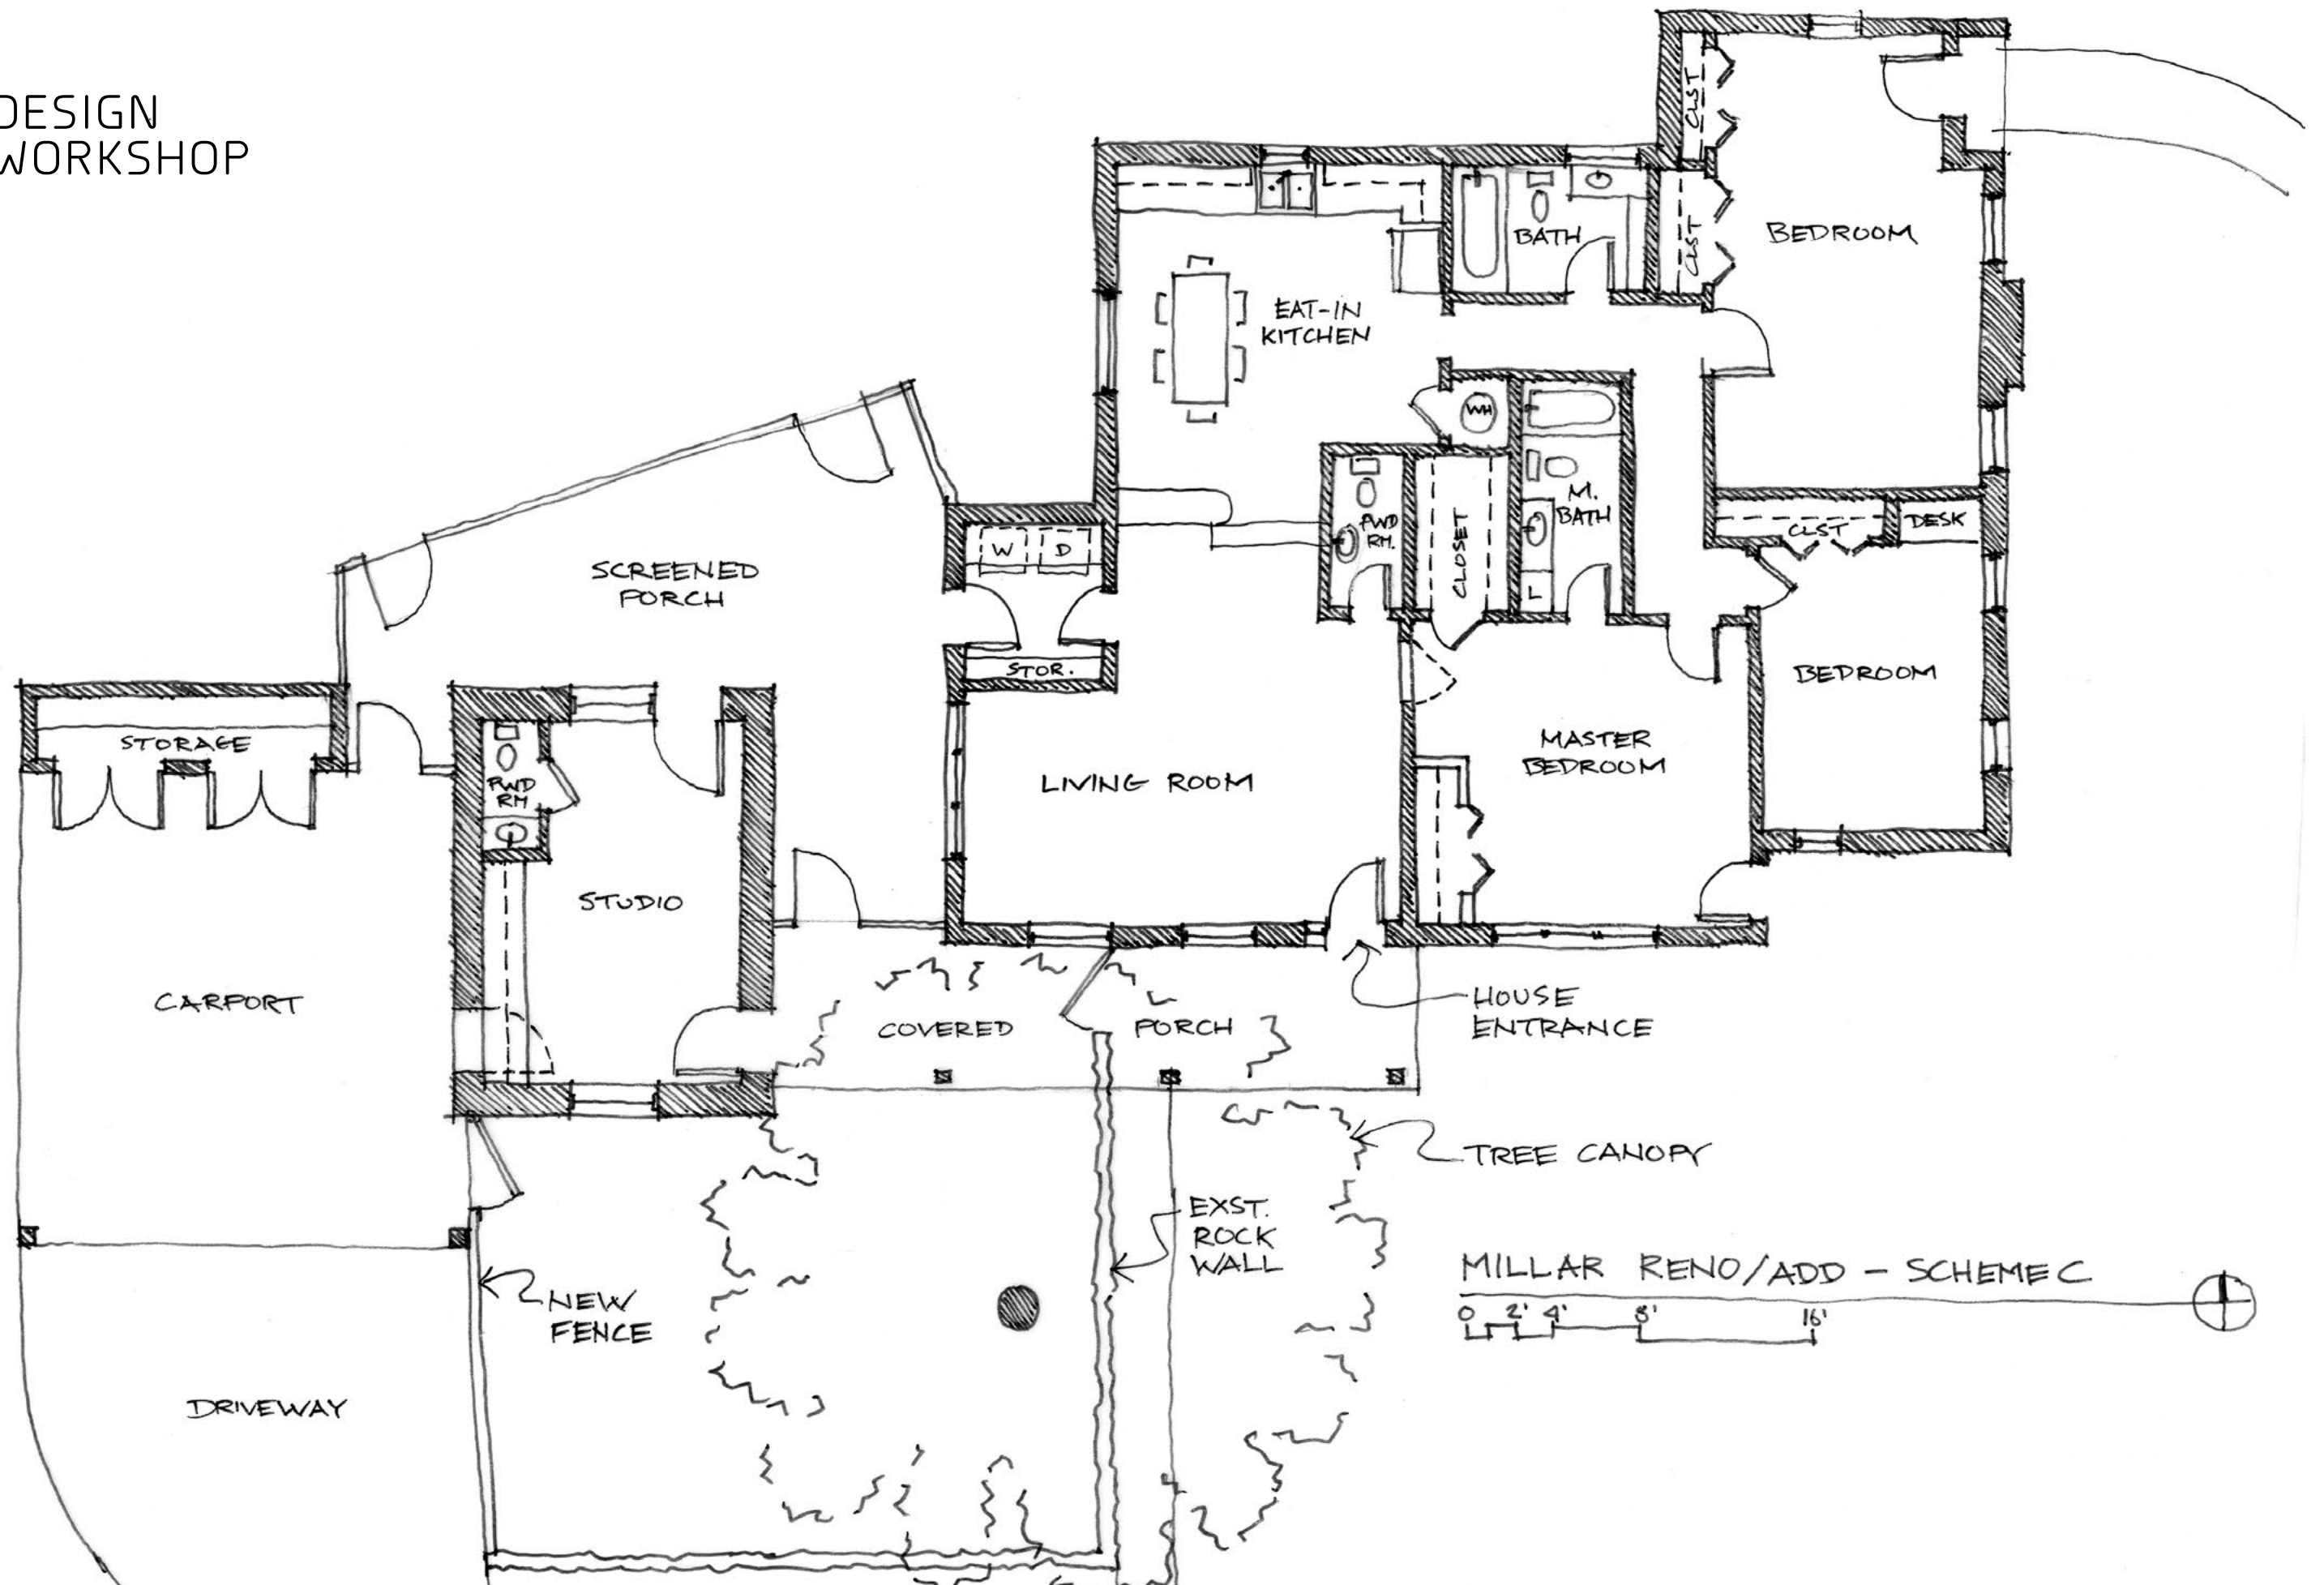 DESIGN
WORKSHOP
CLST
CLST
BEDROOM
BATH
EAT-IN
KITCHEN
WH
M.
BATH
PWD
RM.
CLOSET
L
CLST
DESK
W
D
SCREENED
PORCH
STOR.
BEDROOM
STORAGE
PWD
RM
LIVING ROOM
MASTER
BEDROOM
STUDIO
CARPORT
COVERED
PORCH
HOUSE
ENTRANCE
TREE CANOPY
EXST.
ROCK
WALL
NEW
FENCE
MILLAR RENO/ADD - SCHEME C
0 2' 4' 8' 16'
DRIVEWAY